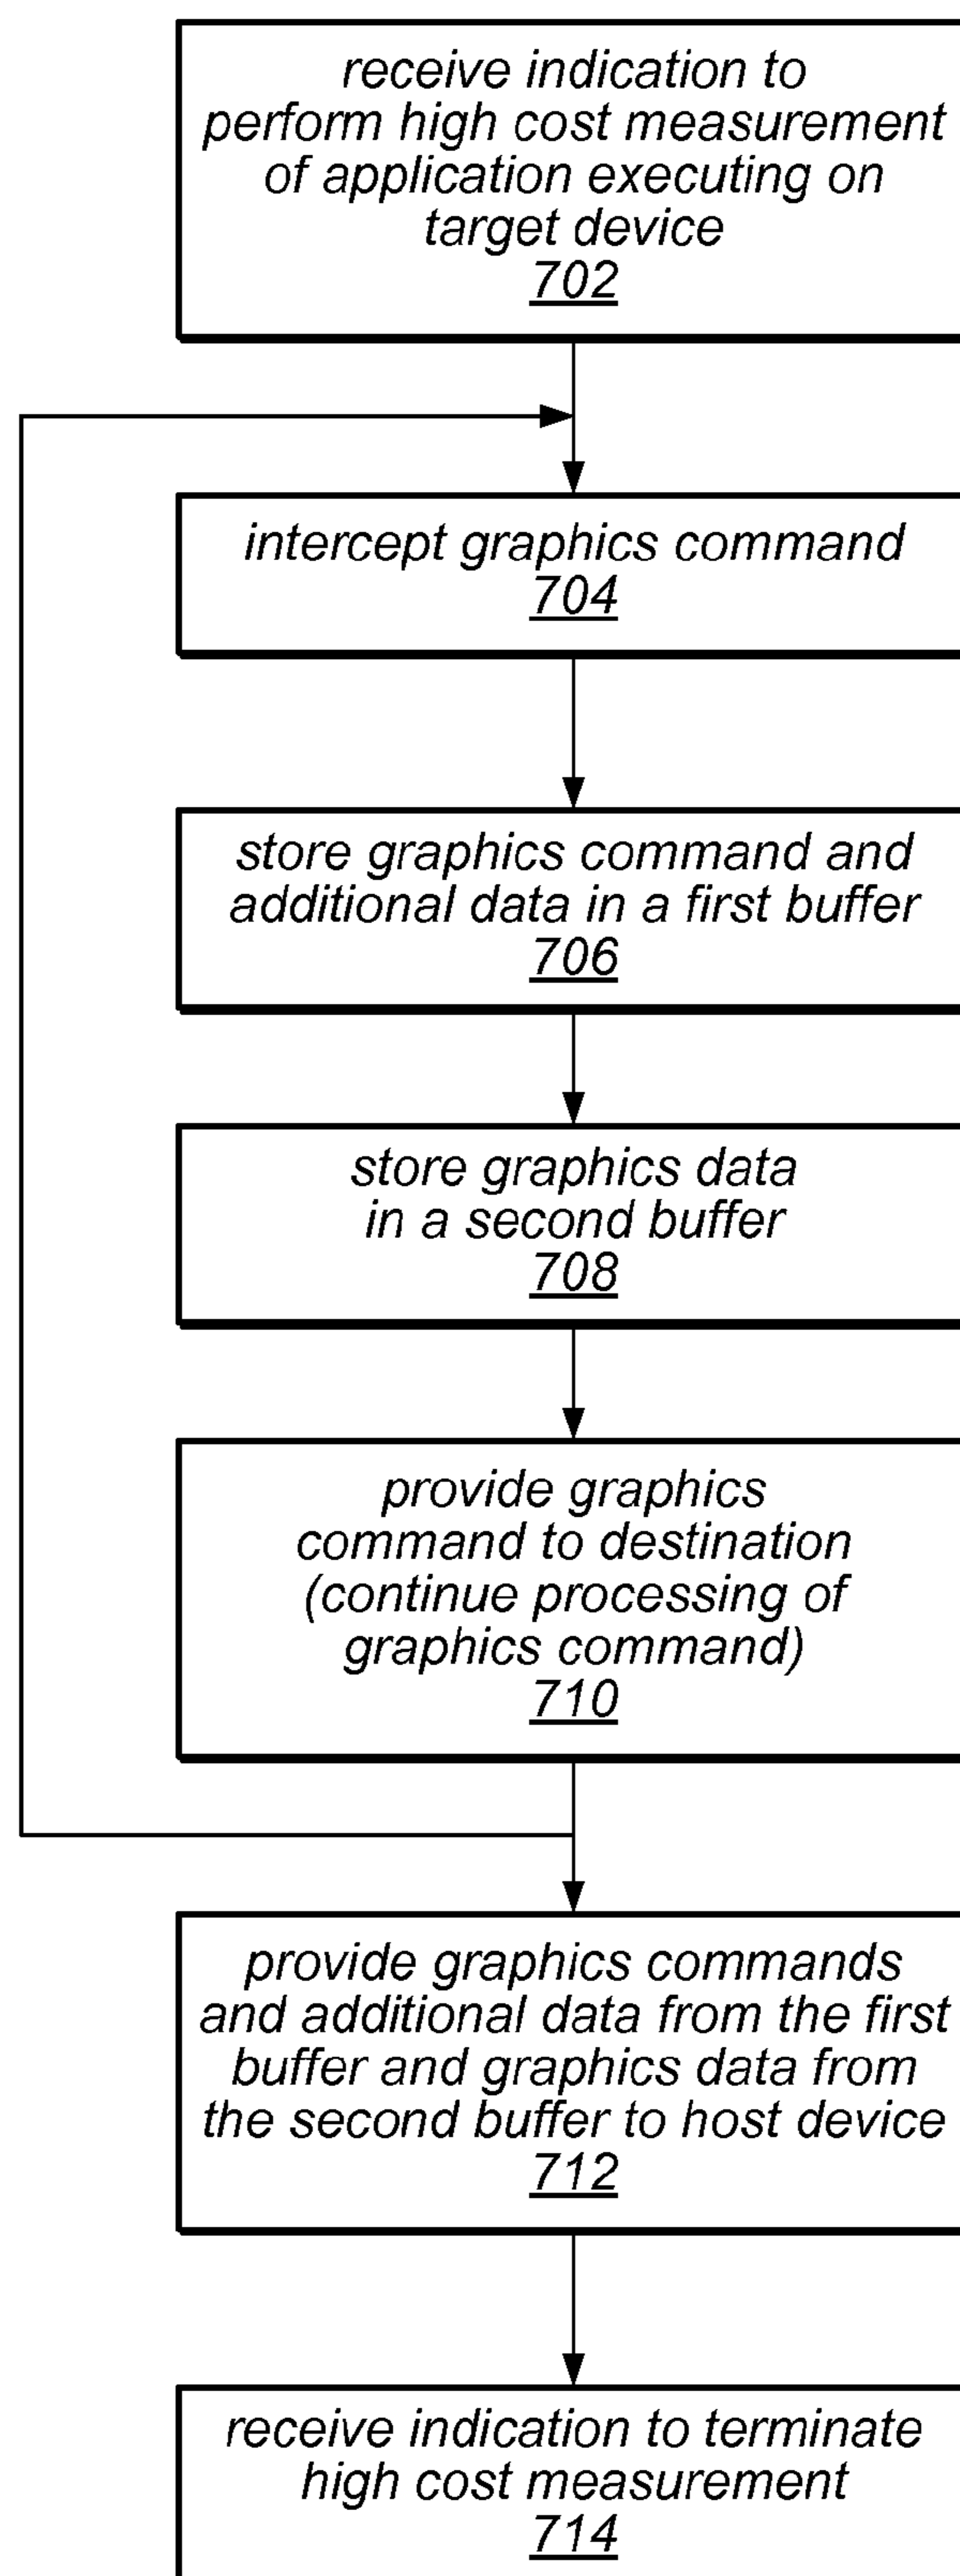 receive indication to
perform high cost measurement
of application executing on
target device
702
intercept graphics command
704
store graphics command and
additional data in a first buffer
706
store graphics data
in a second buffer
708
provide graphics
command to destination
(continue processing of
graphics command)
710
provide graphics commands
and additional data from the first
buffer and graphics data from
the second buffer to host device
712
receive indication to terminate
high cost measurement
714